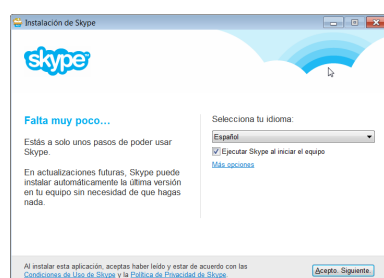 Instalación de Skype
skype
Falta muy poco...
Estás a solo unos pasos de poder usar
Skype.
En actualizaciones futuras, Skype puede
instalar automáticamente la última versión
en tu equipo sin necesidad de que hagas
nada.
Selecciona tu idioma:
Español
Ejecutar Skype al iniciar el equipo
Más opciones
Al instalar esta aplicación, aceptas haber leído y estar de acuerdo con las
Condiciones de Uso de Skype y la Política de Privacidad
de Skype.
Acepto. Siguiente